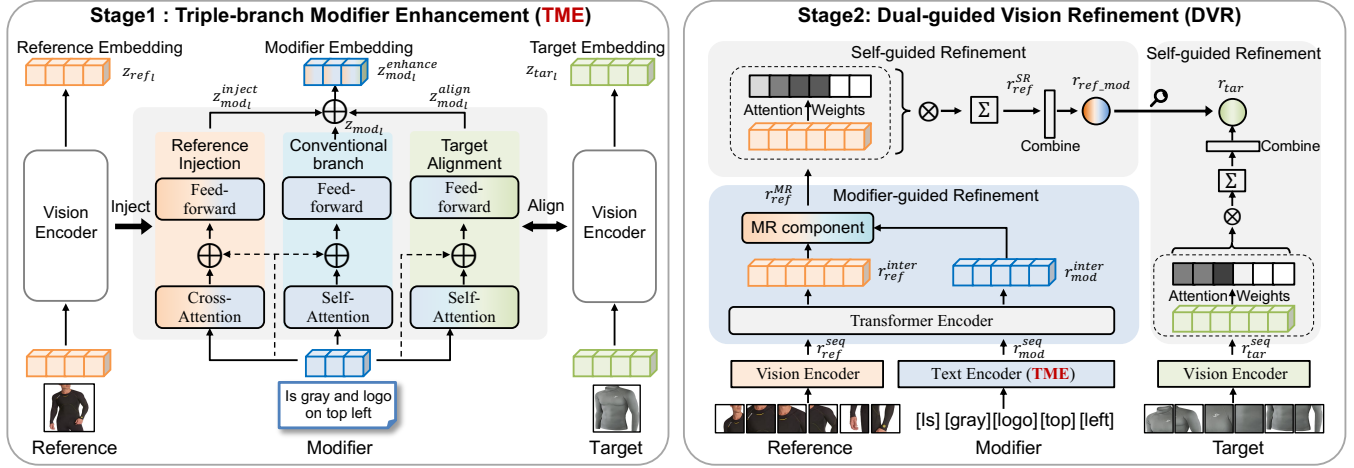 Stage1 : Triple-branch Modifier Enhancement (TME)
Reference Embedding
Modifier Embedding
Target Embedding
z_{ref_l}
z_{mod_l}^{enhance}
z_{tar_l}
z_{mod_l}^{inject}
z_{mod_l}^{align}
z_{mod_l}
Reference
Injection
Conventional
branch
Target
Alignment
Feed-
forward
Feed-
forward
Feed-
forward
Vision
Encoder
Inject
Align
Vision
Encoder
Cross-
Attention
Self-
Attention
Self-
Attention
Is gray and logo
on top left
Reference
Modifier
Target
Stage2: Dual-guided Vision Refinement (DVR)
Self-guided Refinement
Attention Weights
Σ
r_{ref}^{SR}
Combine
r_{ref_mod}
Self-guided Refinement
r_{tar}
Combine
Σ
Attention Weights
r_{ref}^{MR}
Modifier-guided Refinement
MR component
r_{ref}^{inter}
r_{mod}^{inter}
Transformer Encoder
r_{ref}^{seq}
r_{mod}^{seq}
r_{tar}^{seq}
Vision Encoder
Text Encoder (TME)
Vision Encoder
[Is] [gray][logo][top] [left]
Reference
Modifier
Target